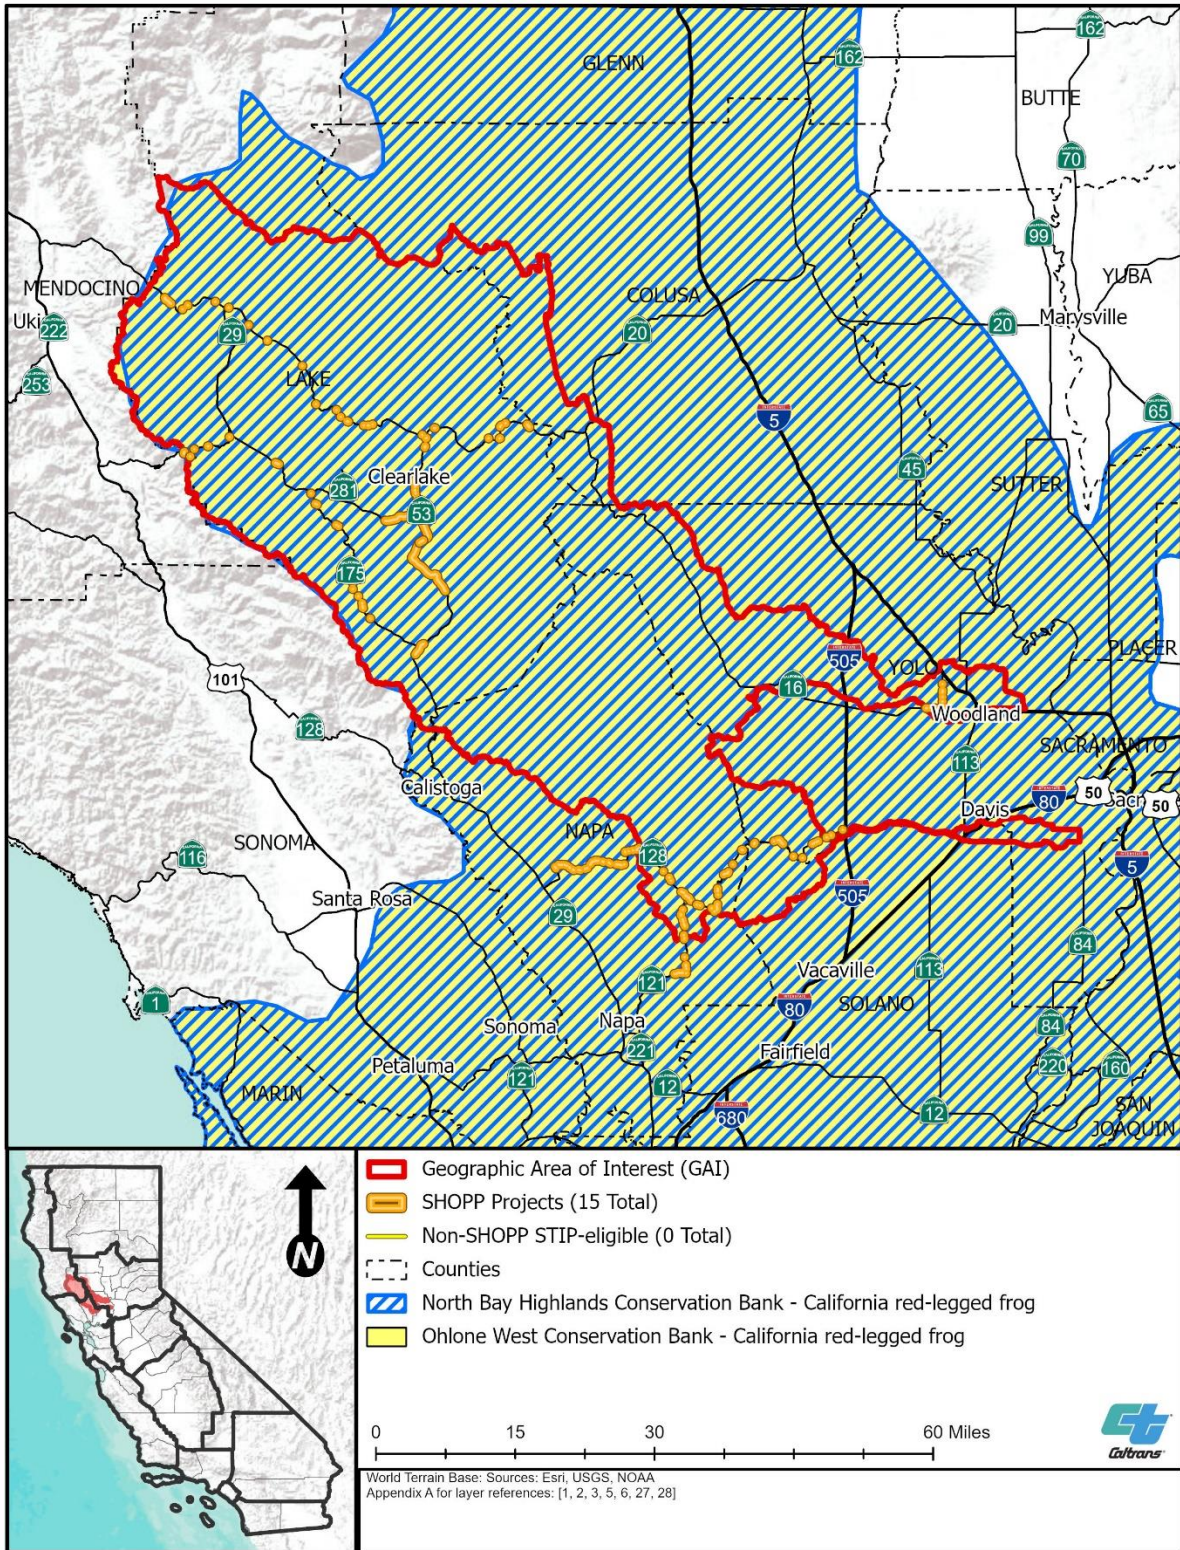 GLENN
162
162
BUTTE
70
99
YUBA
MENDOCINO
Uki
222
29
COLUSA
20
20
Marysville
253
LAKE
65
5
45
Clearlake
281
53
SUTTER
175
PLACER
505
YOLO
101
16
Woodland
128
SACRAMENTO
113
Calistoga
Davis
80
50
Sacr
50
NAPA
SONOMA
116
128
5
505
Santa Rosa
29
84
Vacaville
113
121
1
80
SOLANO
Sonoma
Napa
84
221
Fairfield
Petaluma
220
160
121
12
MARIN
680
12
SAN
JOAQUIN
N
Geographic Area of Interest (GAI)
SHOPP Projects (15 Total)
Non-SHOPP STIP-eligible (0 Total)
Counties
North Bay Highlands Conservation Bank - California red-legged frog
Ohlone West Conservation Bank - California red-legged frog
0 15 30 60 Miles
Caltrans
World Terrain Base: Sources: Esri, USGS, NOAA
Appendix A for layer references: [1, 2, 3, 5, 6, 27, 28]